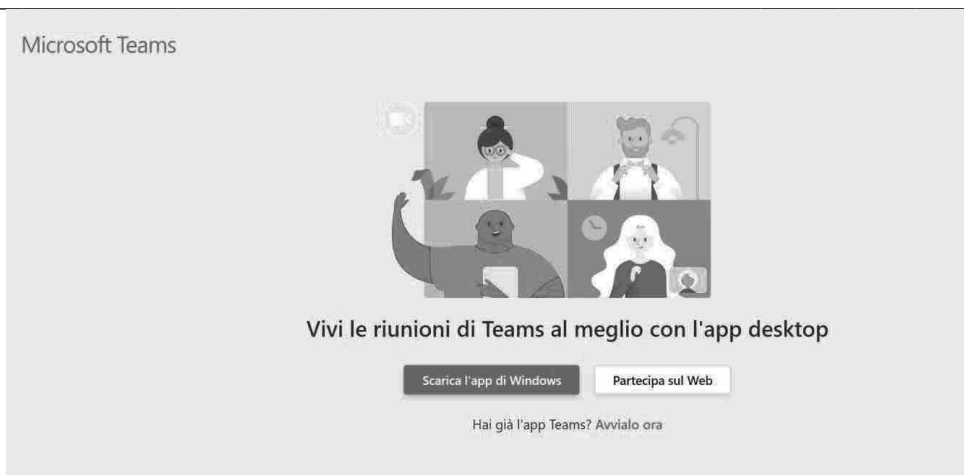 Microsoft Teams
Vivi le riunioni di Teams al meglio con l'app desktop
Scarica l'app di Windows
Partecipa sul Web
Hai già l'app Teams? Avvialo ora